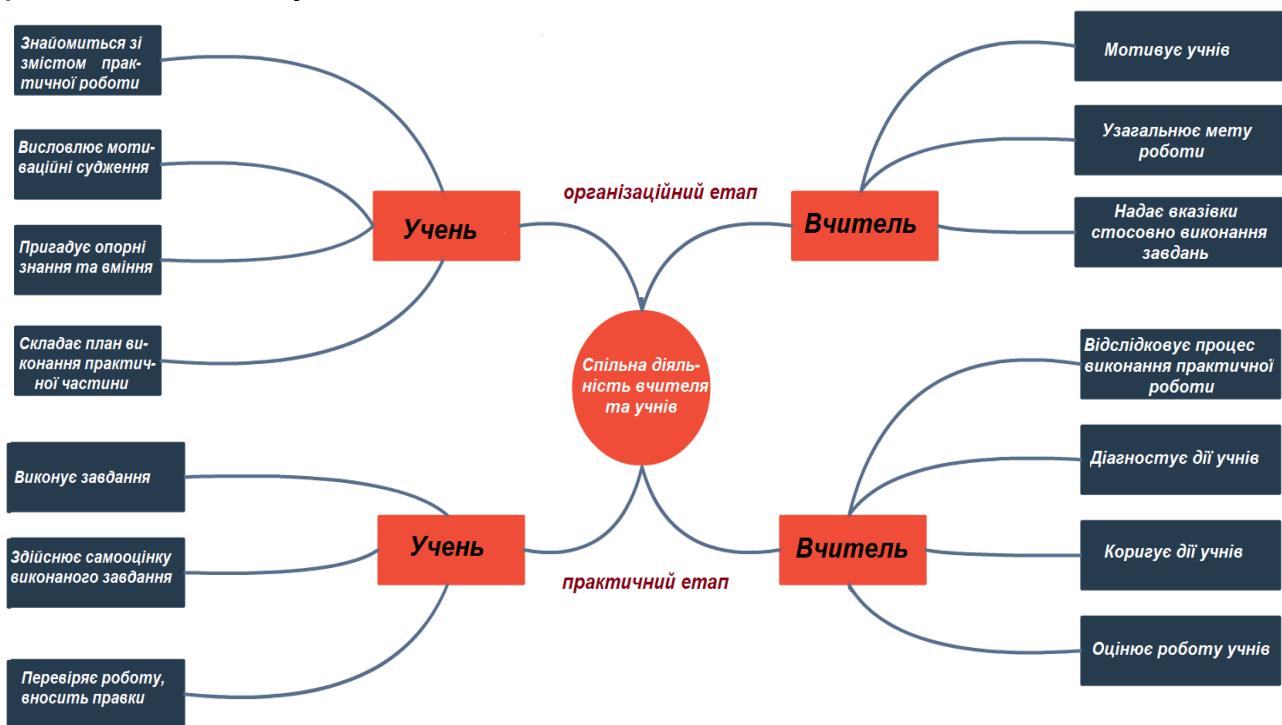 Знайомиться зі
змістом прак-
тичної роботи
Висловлює моти-
ваційні судження
Пригадує опорні
знання та вміння
Складає план ви-
конання практич-
ної частини
Учень
організаційний етап
Вчитель
Мотивує учнів
Узагальнює мету
роботи
Надає вказівки
стосовно виконання
завдань
Спільна діяль-
ність вчителя
та учнів
Виконує завдання
Здійснює самооцінку
виконаного завдання
Перевіряє роботу,
вносить правки
Учень
практичний етап
Вчитель
Відслідковує процес
виконання практичної
роботи
Діагностує дії учнів
Коригує дії учнів
Оцінює роботу учнів